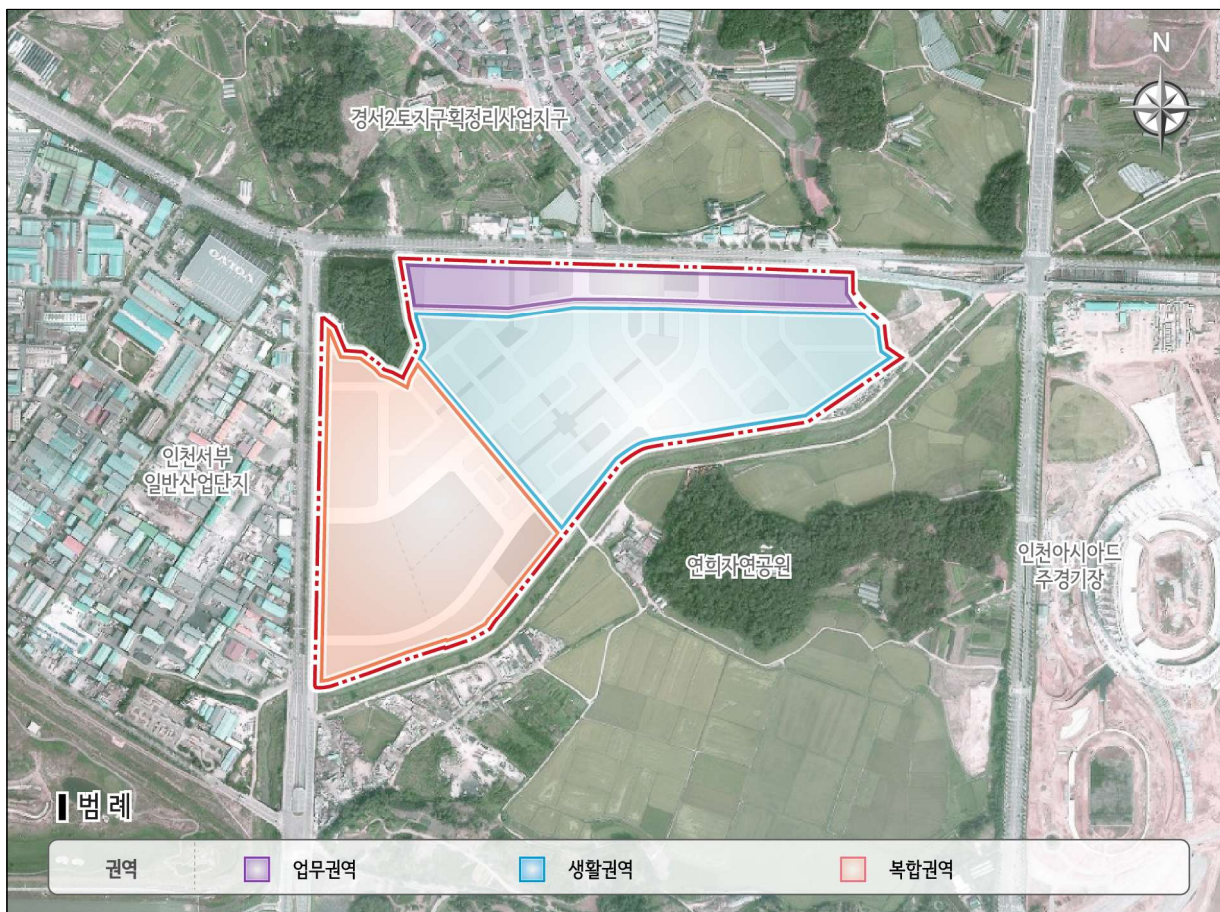 N
경서2토지구획정리사업지구
VOLVO
인천서부
일반산업단지
연희자연공원
인천아시아드
주경기장
범 례
권역
업무권역
생활권역
복합권역